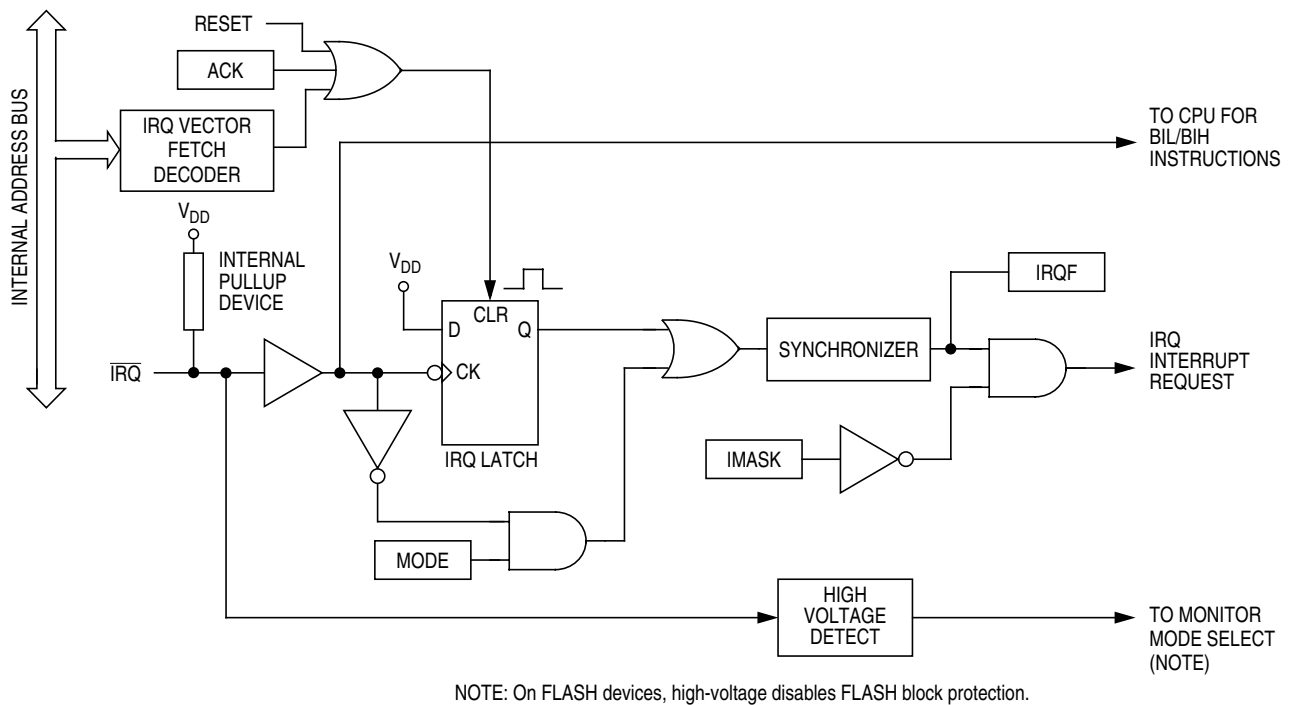 INTERNAL ADDRESS BUS
RESET
ACK
IRQ VECTOR
FETCH
DECODER
TO CPU FOR
BIL/BIH
INSTRUCTIONS
VDD
INTERNAL
PULLUP
DEVICE
VDD
IRQF
CLR
D
Q
CK
SYNCHRONIZER
IRQ
INTERRUPT
REQUEST
IRQ
IRQ LATCH
IMASK
MODE
HIGH
VOLTAGE
DETECT
TO MONITOR
MODE SELECT
(NOTE)
NOTE: On FLASH devices, high-voltage disables FLASH block protection.